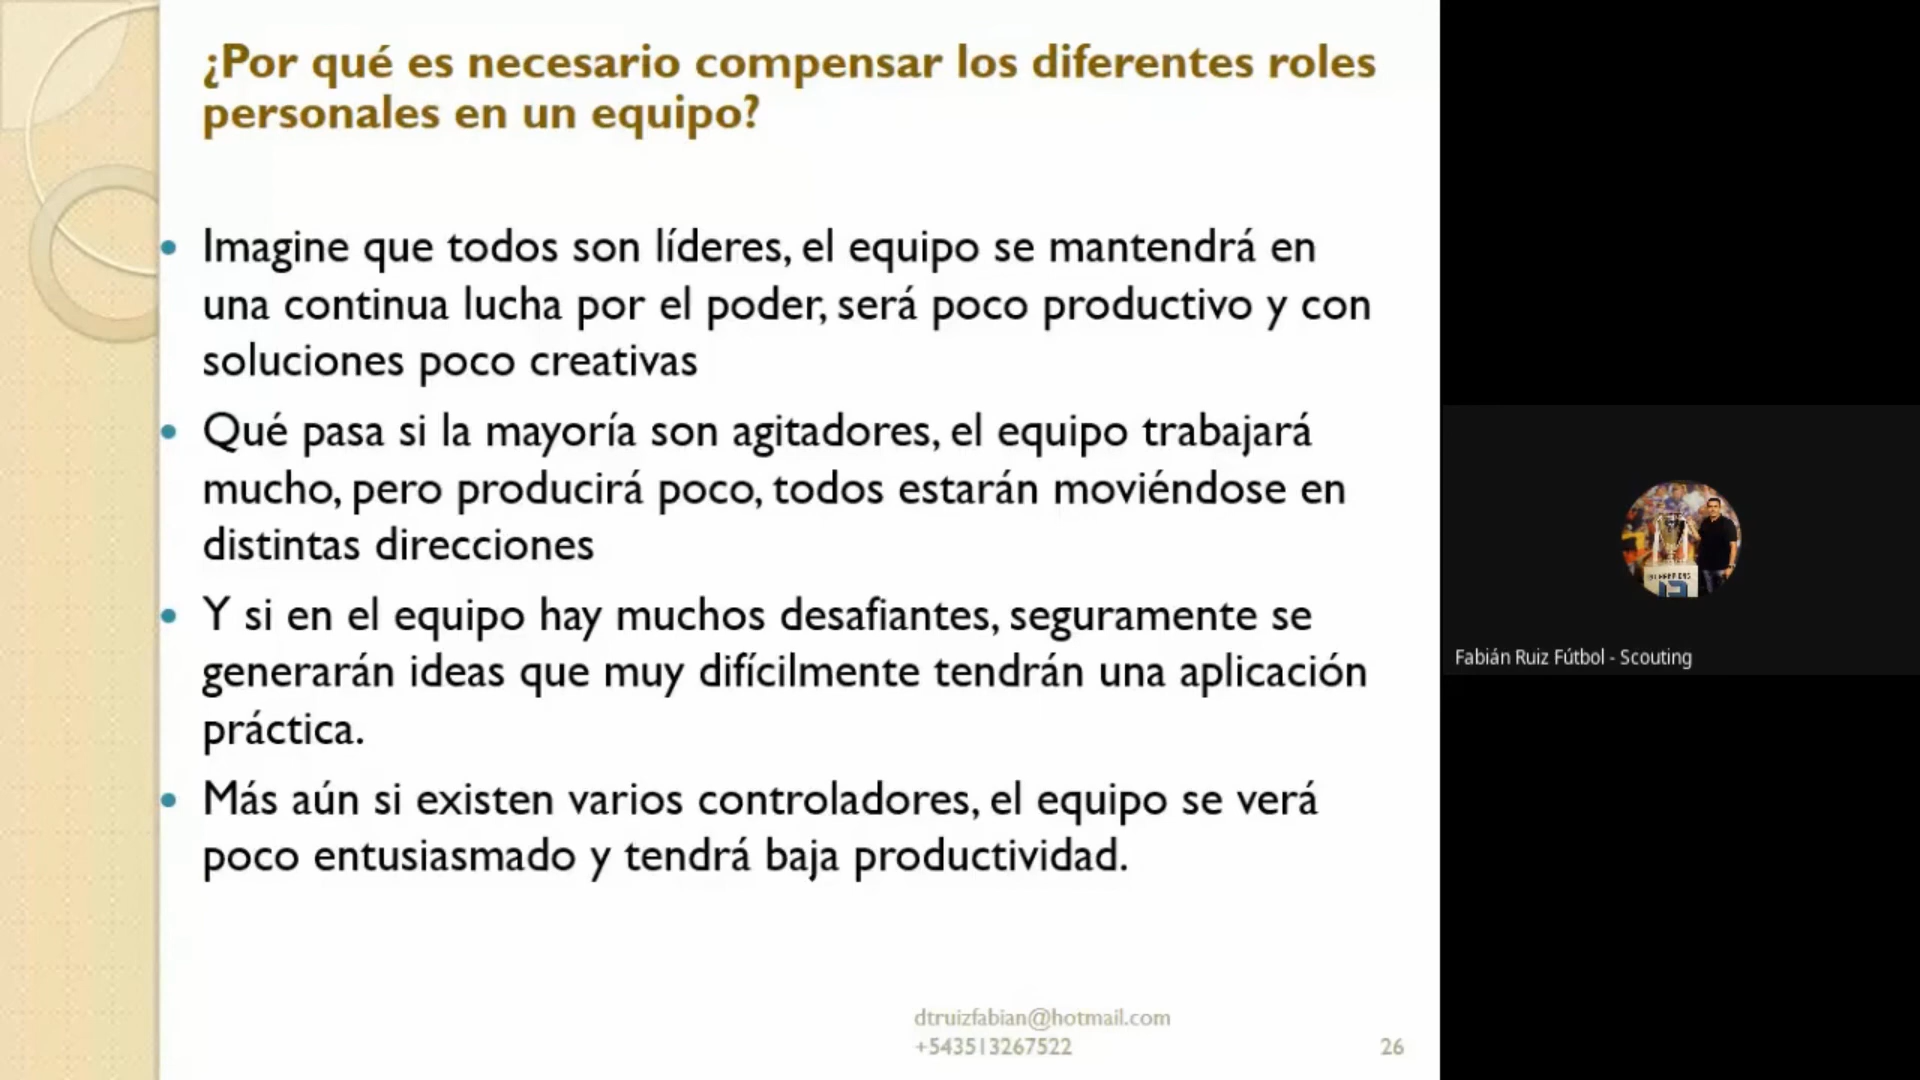 ¿Por qué es necesario compensar los diferentes roles
personales en un equipo?
• Imagine que todos son líderes, el equipo se mantendrá en
una continua lucha por el poder, será poco productivo y con
soluciones poco creativas
• Qué pasa si la mayoría son agitadores, el equipo trabajará
mucho, pero producirá poco, todos estarán moviéndose en
distintas direcciones
• Y si en el equipo hay muchos desafiantes, seguramente se
generarán ideas que muy difícilmente tendrán una aplicación
práctica.
• Más aún si existen varios controladores, el equipo se verá
poco entusiasmado y tendrá baja productividad.
dtruizfabian@hotmail.com
+543513267522
26
Fabián Ruiz Fútbol - Scouting